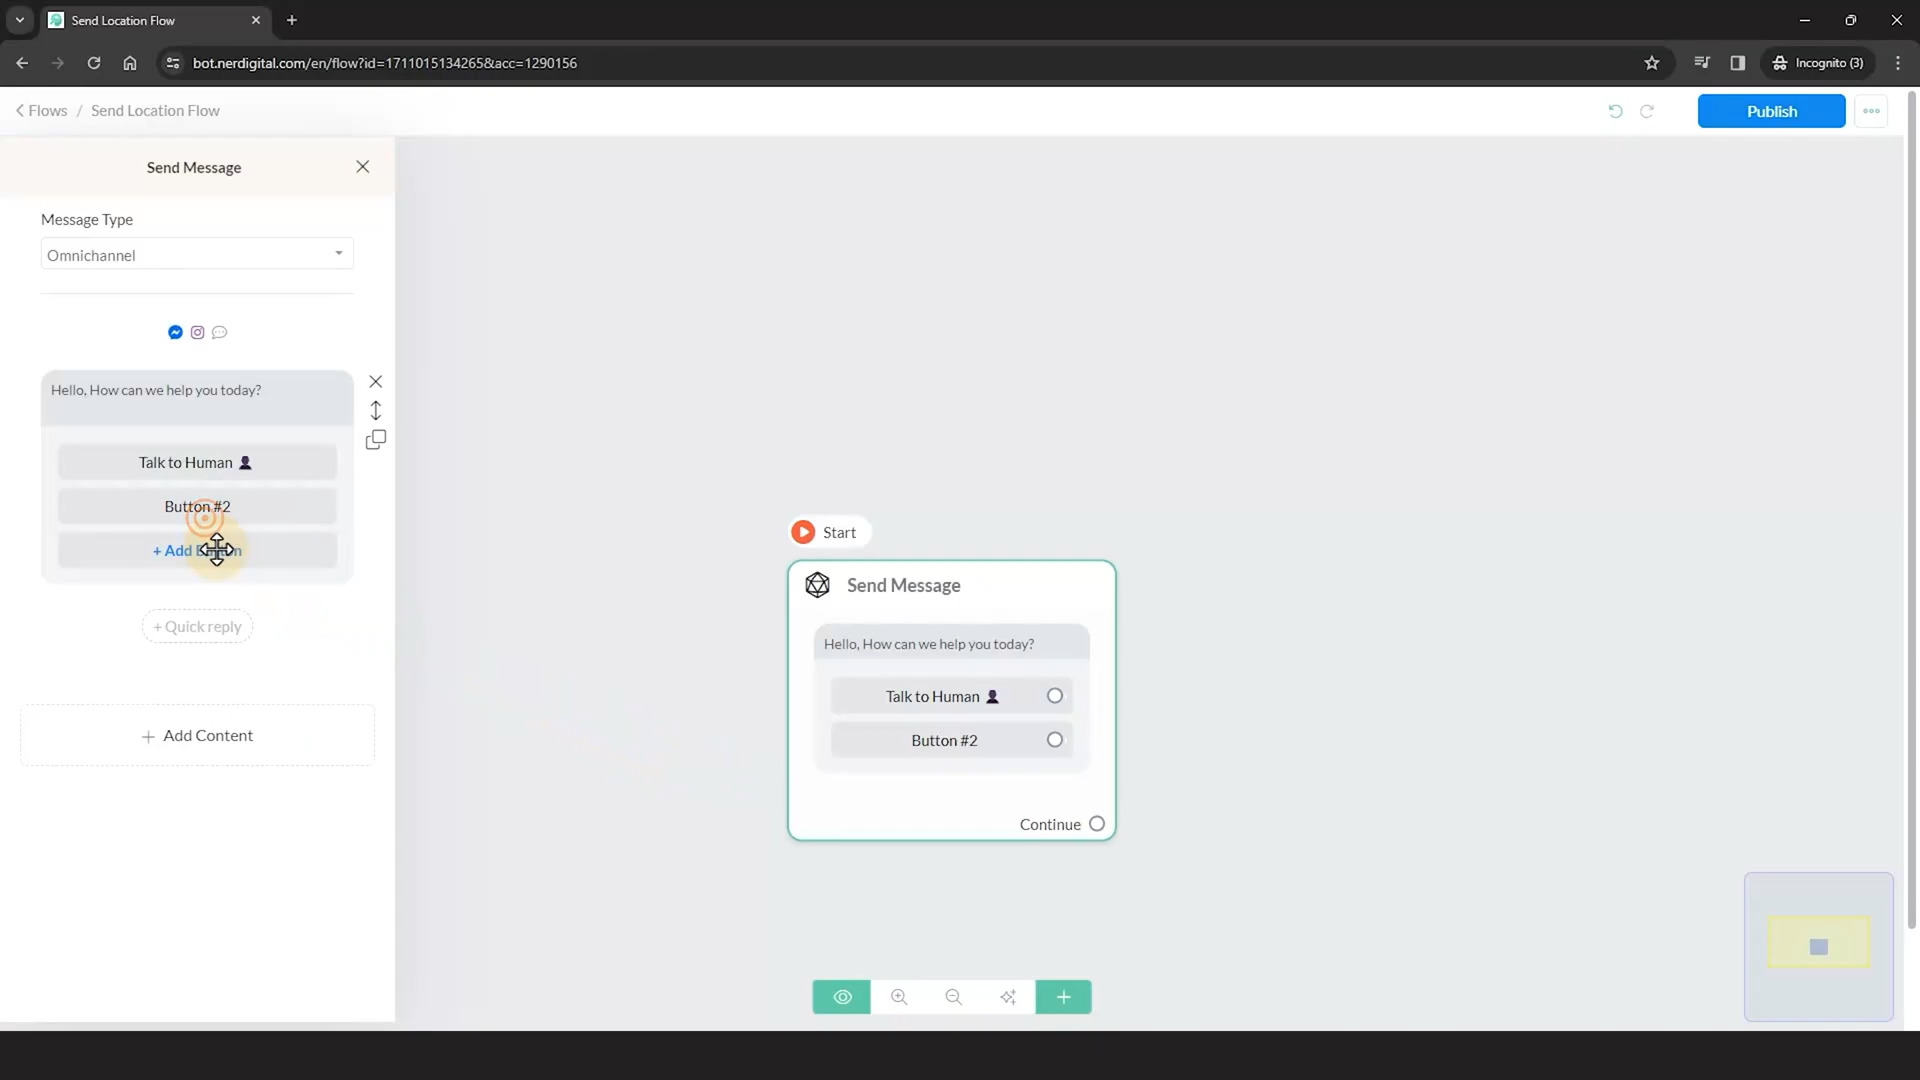 Send Location Flow
bot.nerdigital.com/en/flow?id=1711015134265&acc=1290156
Incognito (3)
Flows / Send Location Flow
Publish
Send Message
Message Type
Omnichannel
Hello, How can we help you today?
Talk to Human
Button #2
+ Add Button
+ Quick reply
+ Add Content
Start
Send Message
Hello, How can we help you today?
Talk to Human
Button #2
Continue